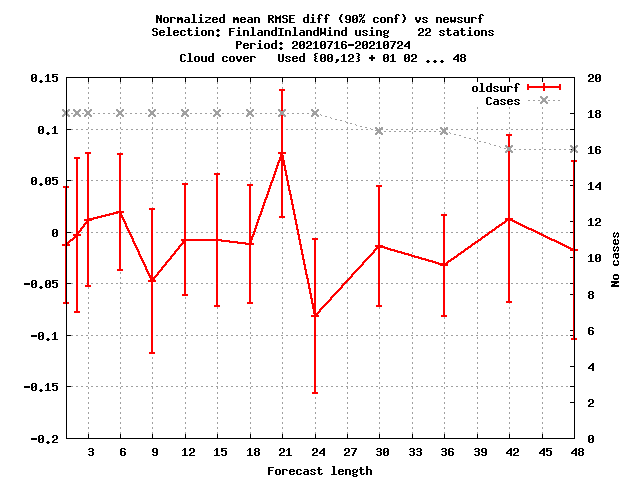 Normalized mean RMSE diff (90% conf) vs newsurf
Selection: FinlandInlandWind using    22 stations
Period: 20210716-20210724
Cloud cover   Used {00,12} + 01 02 ... 48
oldsurf
Cases
0.15
0.1
0.05
0
-0.05
-0.1
-0.15
-0.2
20
18
16
14
12
10
8
6
4
2
0
No cases
3 6 9 12 15 18 21 24 27 30 33 36 39 42 45 48
Forecast length